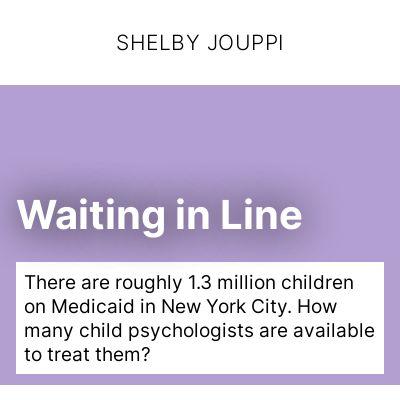 SHELBY JOUPPI
Waiting in Line
There are roughly 1.3 million children
on Medicaid in New York City. How
many child psychologists are available
to treat them?